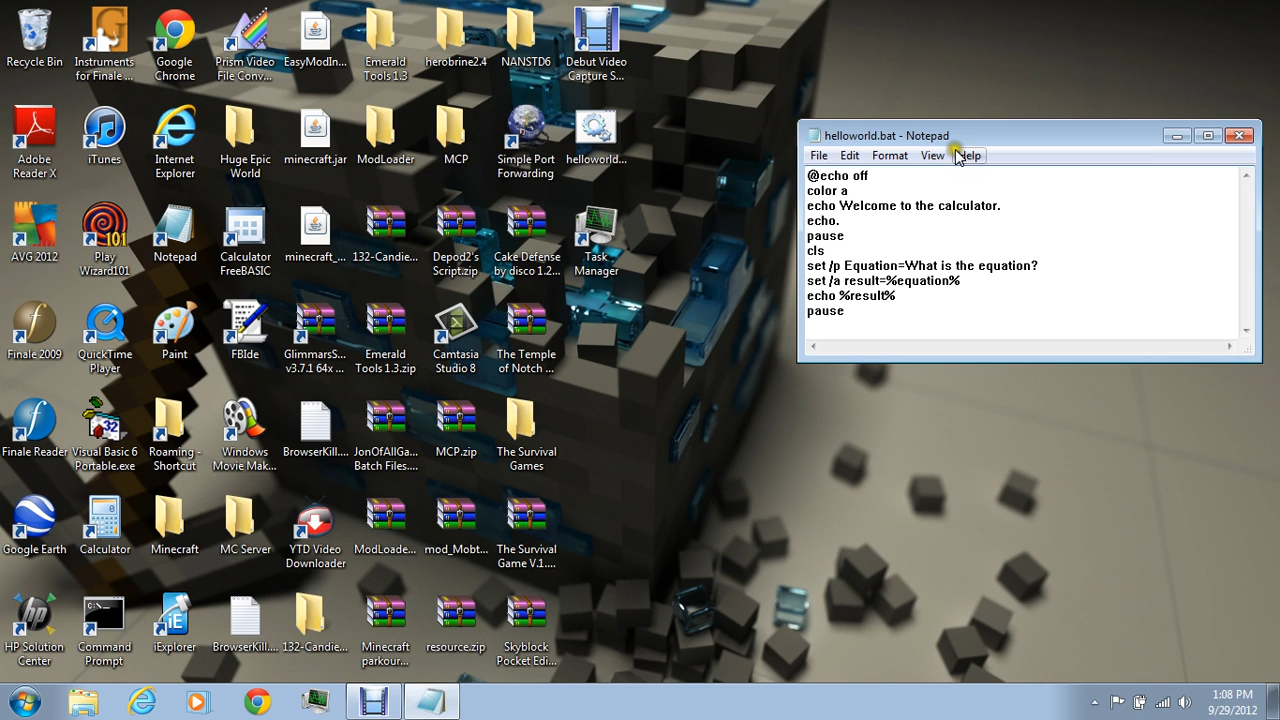 Recycle Bin
Instruments
for Finale....
Google
Chrome
Prism Video
File Conv...
EasyModIn...
Emerald
Tools 1.3
herobrine2.4
NANSTD6
Debut Video
Capture S...
Adobe
Reader X
iTunes
Internet
Explorer
Huge Epic
World
minecraft.jar
ModLoader
MCP
Simple Port
Forwarding
helloworld...
AVG 2012
Play
Wizard101
Notepad
Calculator
FreeBASIC
minecraft_...
132-Candie...
Depod2's
Script.zip
Cake Defense
by disco 1.2...
Task
Manager
Finale 2009
QuickTime
Player
Paint
FBIde
GlimmarsS...
v3.7.1 64x ...
Emerald
Tools 1.3.zip
Camtasia
Studio 8
The Temple
of Notch ...
Finale Reader
Visual Basic 6
Portable.exe
Roaming -
Shortcut
Windows
Movie Mak...
BrowserKill...
JonOfAllGa...
Batch Files....
MCP.zip
The Survival
Games
Google Earth
Calculator
Minecraft
MC Server
YTD Video
Downloader
ModLoade...
mod_Mobt...
The Survival
Game V.1....
HP Solution
Center
Command
Prompt
iExplorer
BrowserKill....
132-Candie...
Minecraft
parkour...
resource.zip
Skyblock
Pocket Edi...
helloworld.bat - Notepad
File Edit Format View Help
@echo off
color a
echo Welcome to the calculator.
echo.
pause
cls
set /p Equation=What is the equation?
set /a result=%equation%
echo %result%
pause
1:08 PM
9/29/2012